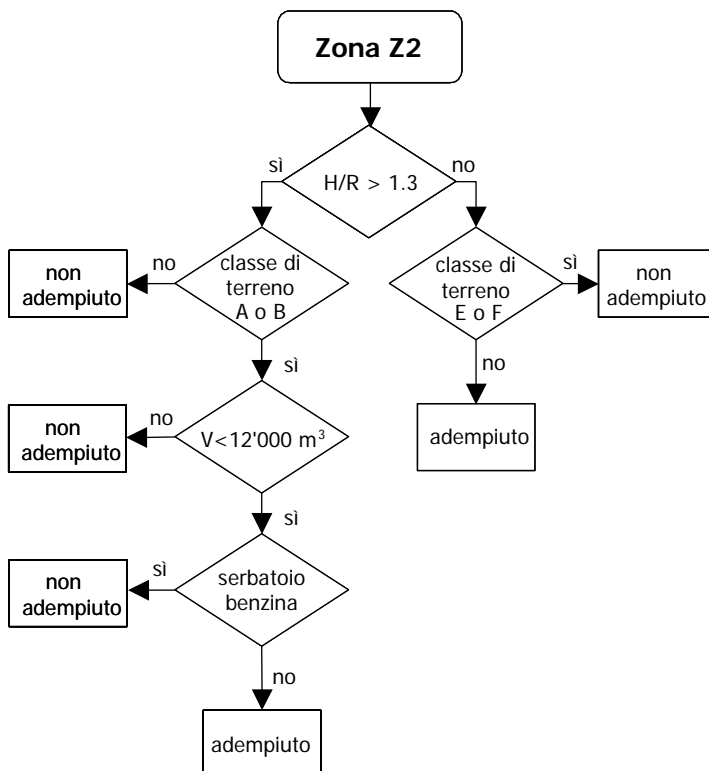 Zona Z2
sì
H/R > 1.3
no
non
adempiuto
no
classe di
terreno
A o B
classe di
terreno
E o F
sì
non
adempiuto
sì
no
non
adempiuto
no
V<12'000 m³
adempiuto
sì
non
adempiuto
sì
serbatoio
benzina
no
adempiuto